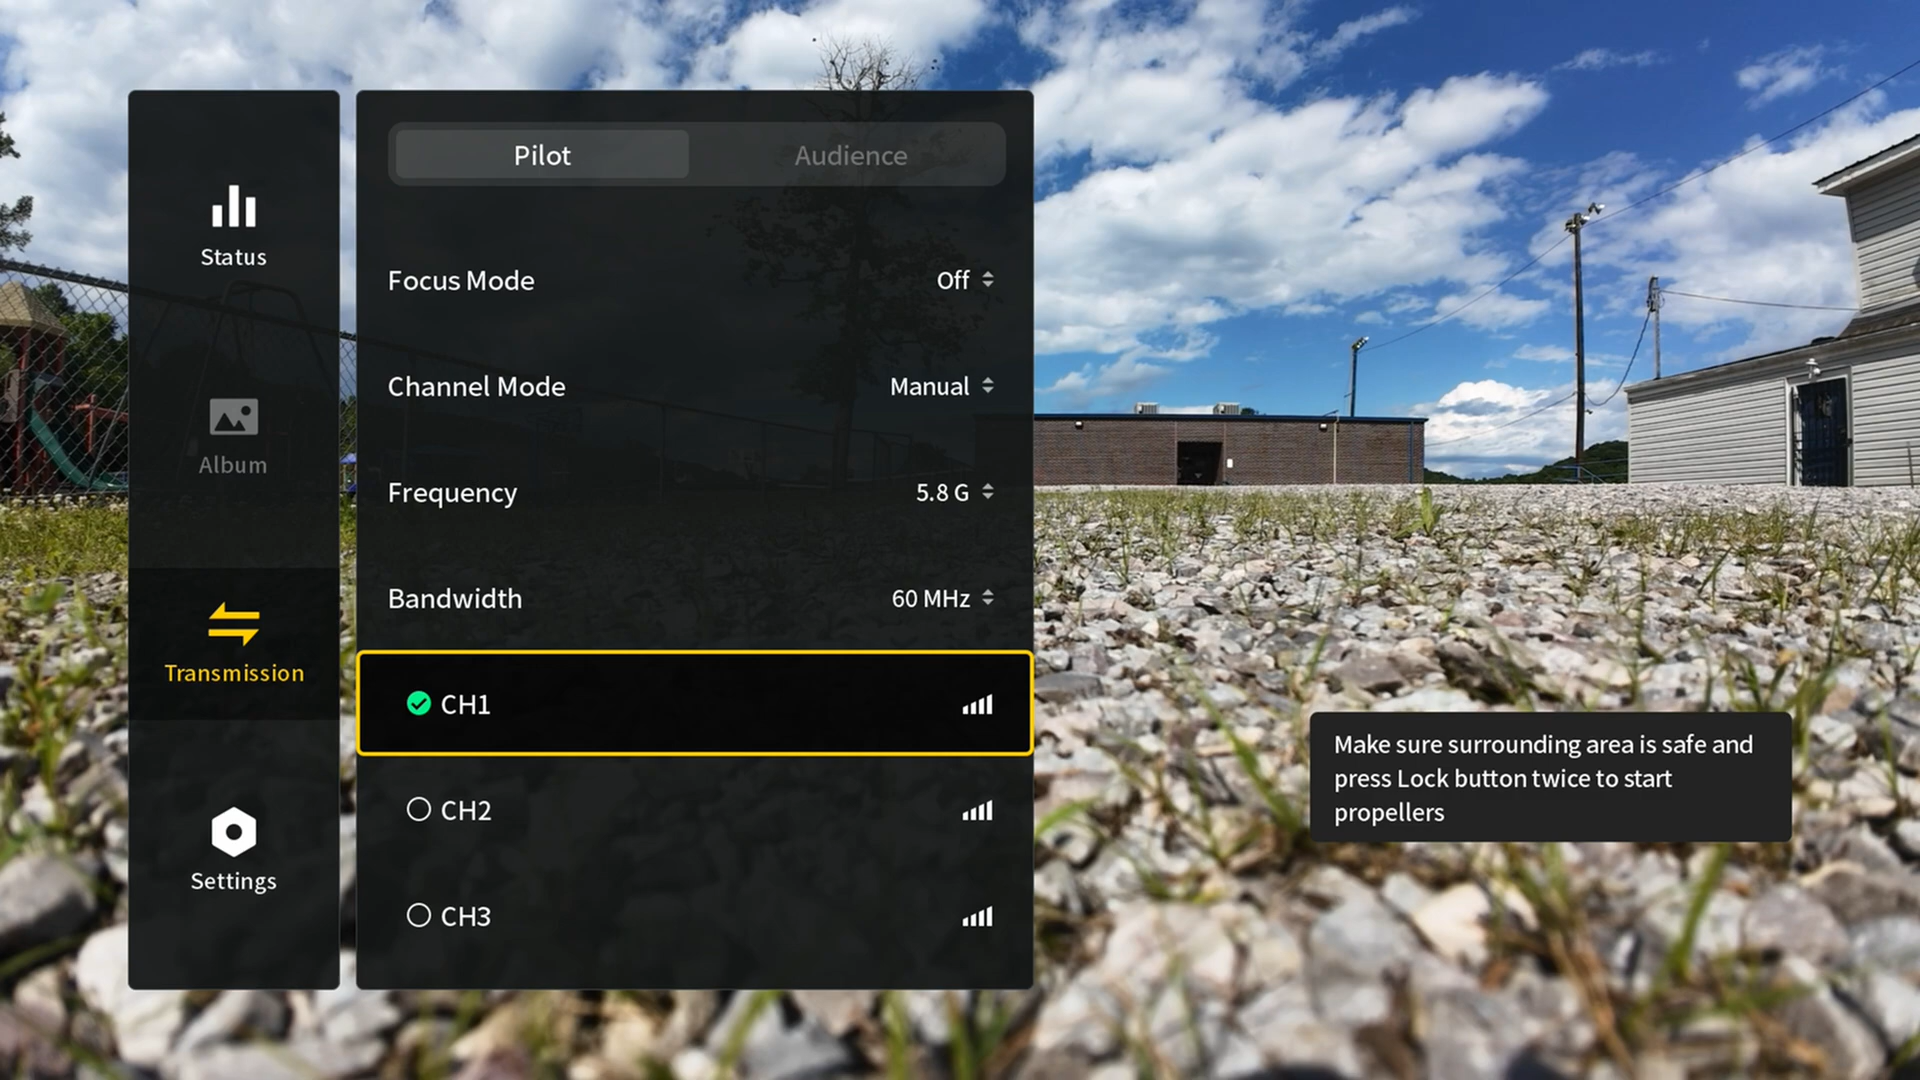 Status
Album
Transmission
Settings
Pilot
Audience
Focus Mode
Off
Channel Mode
Manual
Frequency
5.8 G
Bandwidth
60 MHz
CH1
CH2
CH3
Make sure surrounding area is safe and
press Lock button twice to start
propellers